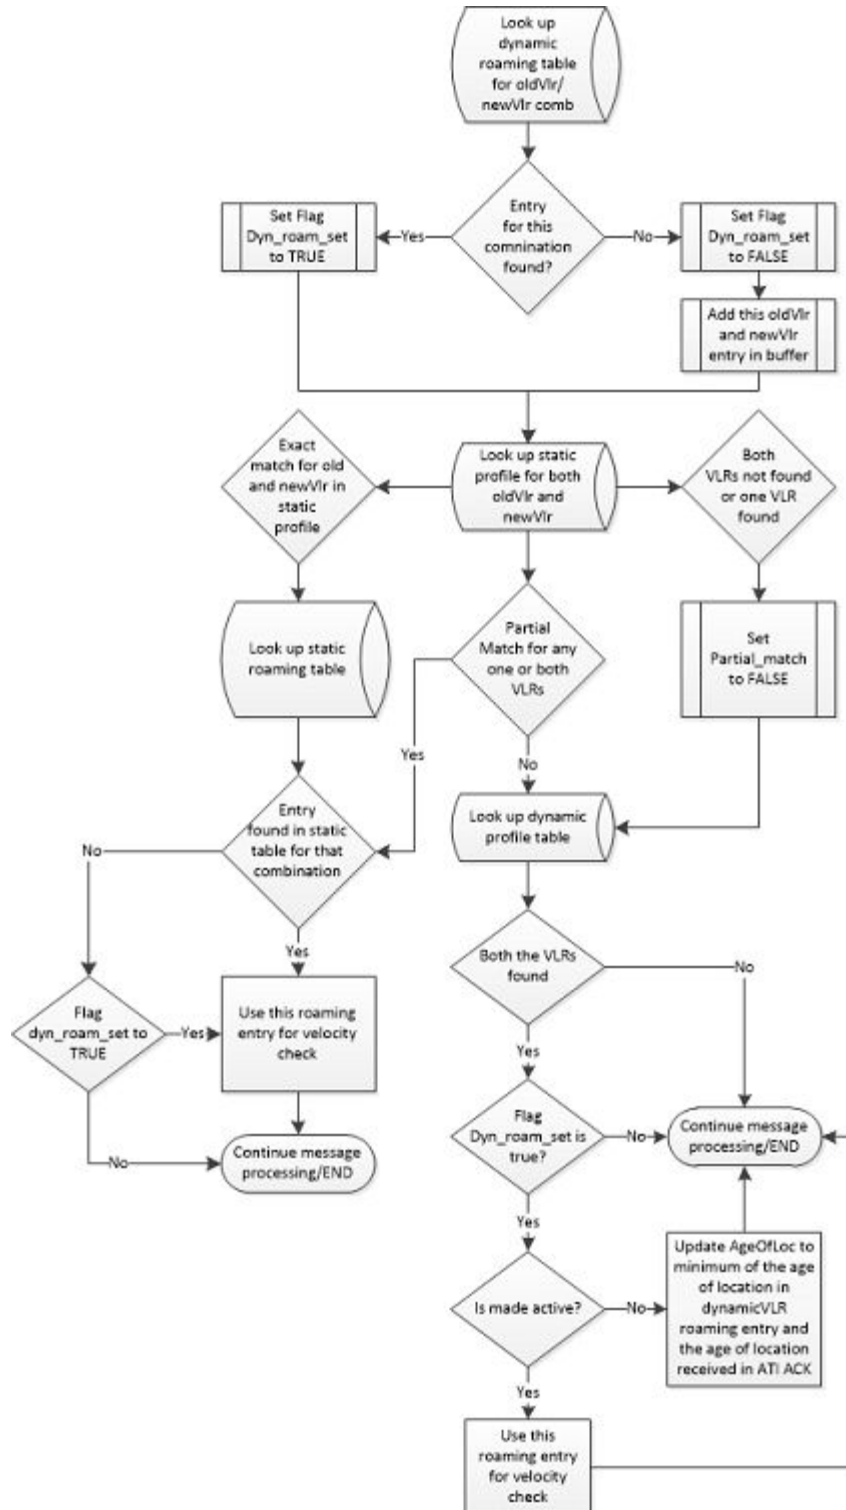 Look up
dynamic
roaming table
for oldVlr/
newVlr comb
Entry
for this
comnination
found?
Yes
No
Set Flag
Dyn_roam_set
to TRUE
Set Flag
Dyn_roam_set
to FALSE
Add this oldVlr
and newVlr
entry in buffer
Exact
match for old
and newVlr in
static
profile
Look up static
profile for both
oldVlr and
newVlr
Both
VLRs not found
or one VLR
found
Look up static
roaming table
Partial
Match for any
one or both
VLRs
Set
Partial_match
to FALSE
Yes
No
Entry
found in static
table for that
combination
Look up dynamic
profile table
No
Yes
Both the VLRs
found
No
Yes
Flag
dyn_roam_set to
TRUE
Yes
Use this roaming
entry for velocity
check
No
Continue message
processing/END
Flag
Dyn_roam_set is
true?
No
Continue message
processing/END
Yes
Is made active?
No
Update AgeOfLoc to
minimum of the age
of location in
dynamicVLR
roaming entry and
the age of location
received in ATI ACK
Yes
Use this
roaming entry
for velocity
check